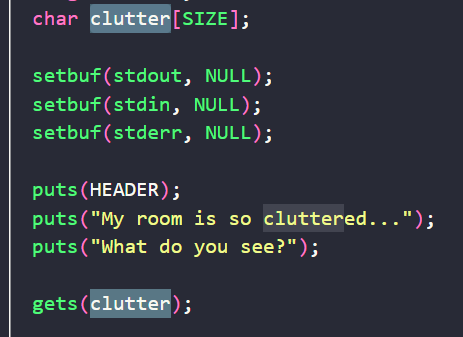 char clutter[SIZE];
setbuf(stdout, NULL);
setbuf(stdin, NULL);
setbuf(stderr, NULL);
puts(HEADER);
puts("My room is so cluttered...");
puts("What do you see?");
gets(clutter);